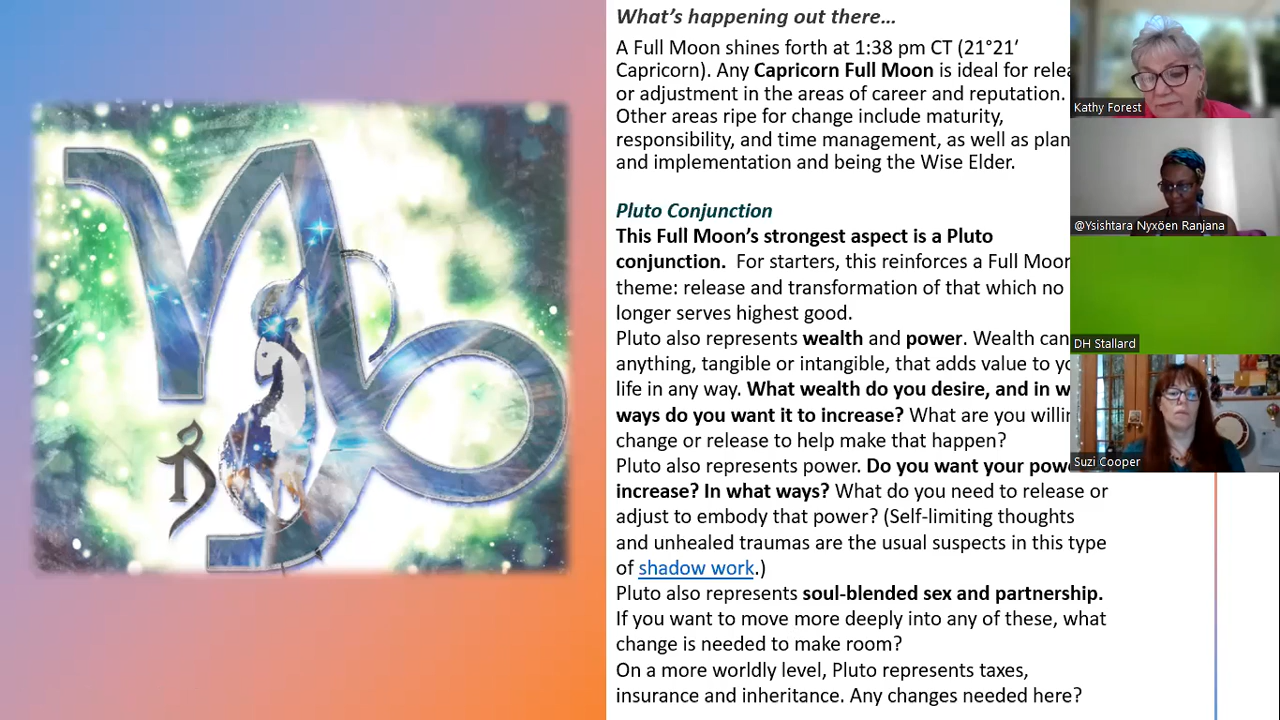 What's happening out there…
A Full Moon shines forth at 1:38 pm CT (21°21′
Capricorn). Any Capricorn Full Moon is ideal for
or adjustment in the areas of career and reputation.
Other areas ripe for change include maturity,
responsibility, and time management, as well as
and implementation and being the Wise Elder.
Pluto Conjunction
This Full Moon's strongest aspect is a Pluto
conjunction. For starters, this reinforces a Full Moon
theme: release and transformation of that which no
longer serves highest good.
Pluto also represents wealth and power. Wealth can
anything, tangible or intangible, that adds value to
life in any way. What wealth do you desire, and in
ways do you want it to increase? What are you
change or release to help make that happen?
Pluto also represents power. Do you want your
increase? In what ways? What do you need to release or
adjust to embody that power? (Self-limiting thoughts
and unhealed traumas are the usual suspects in this type
of shadow work.)
Pluto also represents soul-blended sex and partnership.
If you want to move more deeply into any of these, what
change is needed to make room?
On a more worldly level, Pluto represents taxes,
insurance and inheritance. Any changes needed here?
Kathy Forest
@Ysishtara Nyxöen Ranjana
DH Stallard
Suzi Cooper